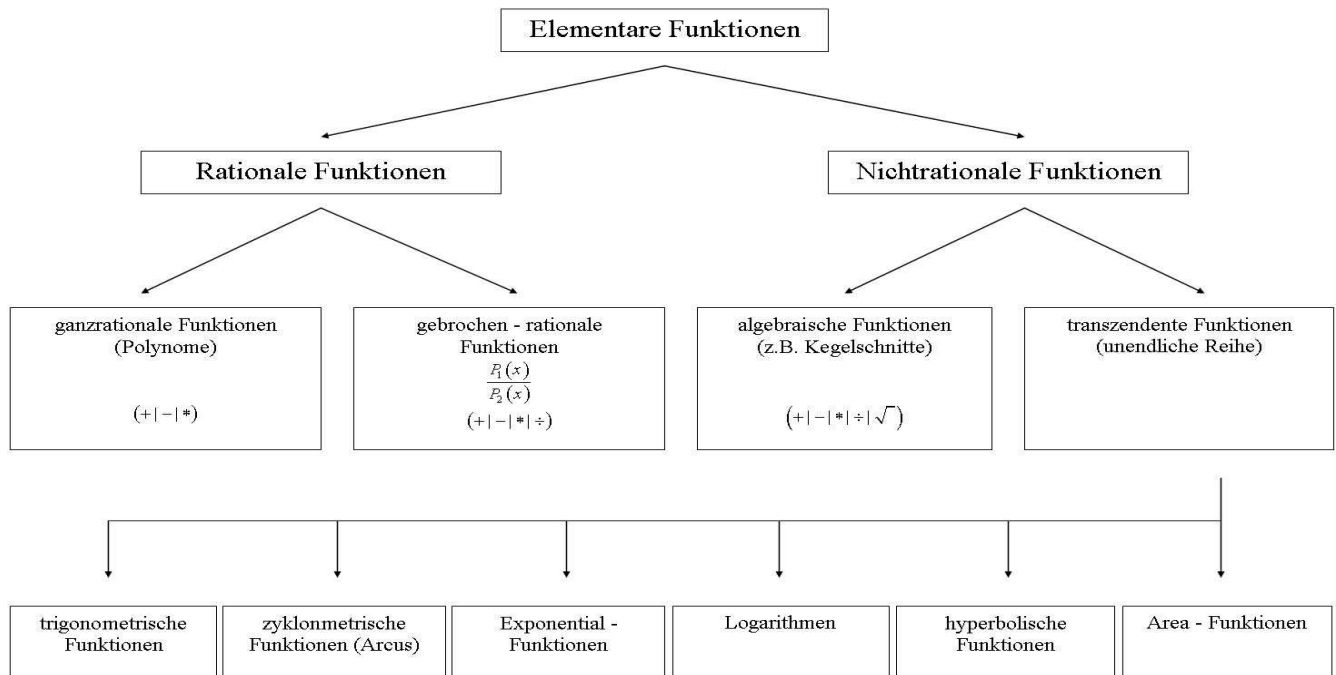 Elementare Funktionen
Rationale Funktionen
Nichtrationale Funktionen
ganzrationale Funktionen
(Polynome)
(+|−|*)
gebrochen - rationale
Funktionen
P₁(x)
P₂(x)
(+|−|*|÷)
algebraische Funktionen
(z.B. Kegelschnitte)
(+|−|*|÷|√)
transzendente Funktionen
(unendliche Reihe)
trigonometrische
Funktionen
zyklonmetrische
Funktionen (Arcus)
Exponential -
Funktionen
Logarithmen
hyperbolische
Funktionen
Area - Funktionen